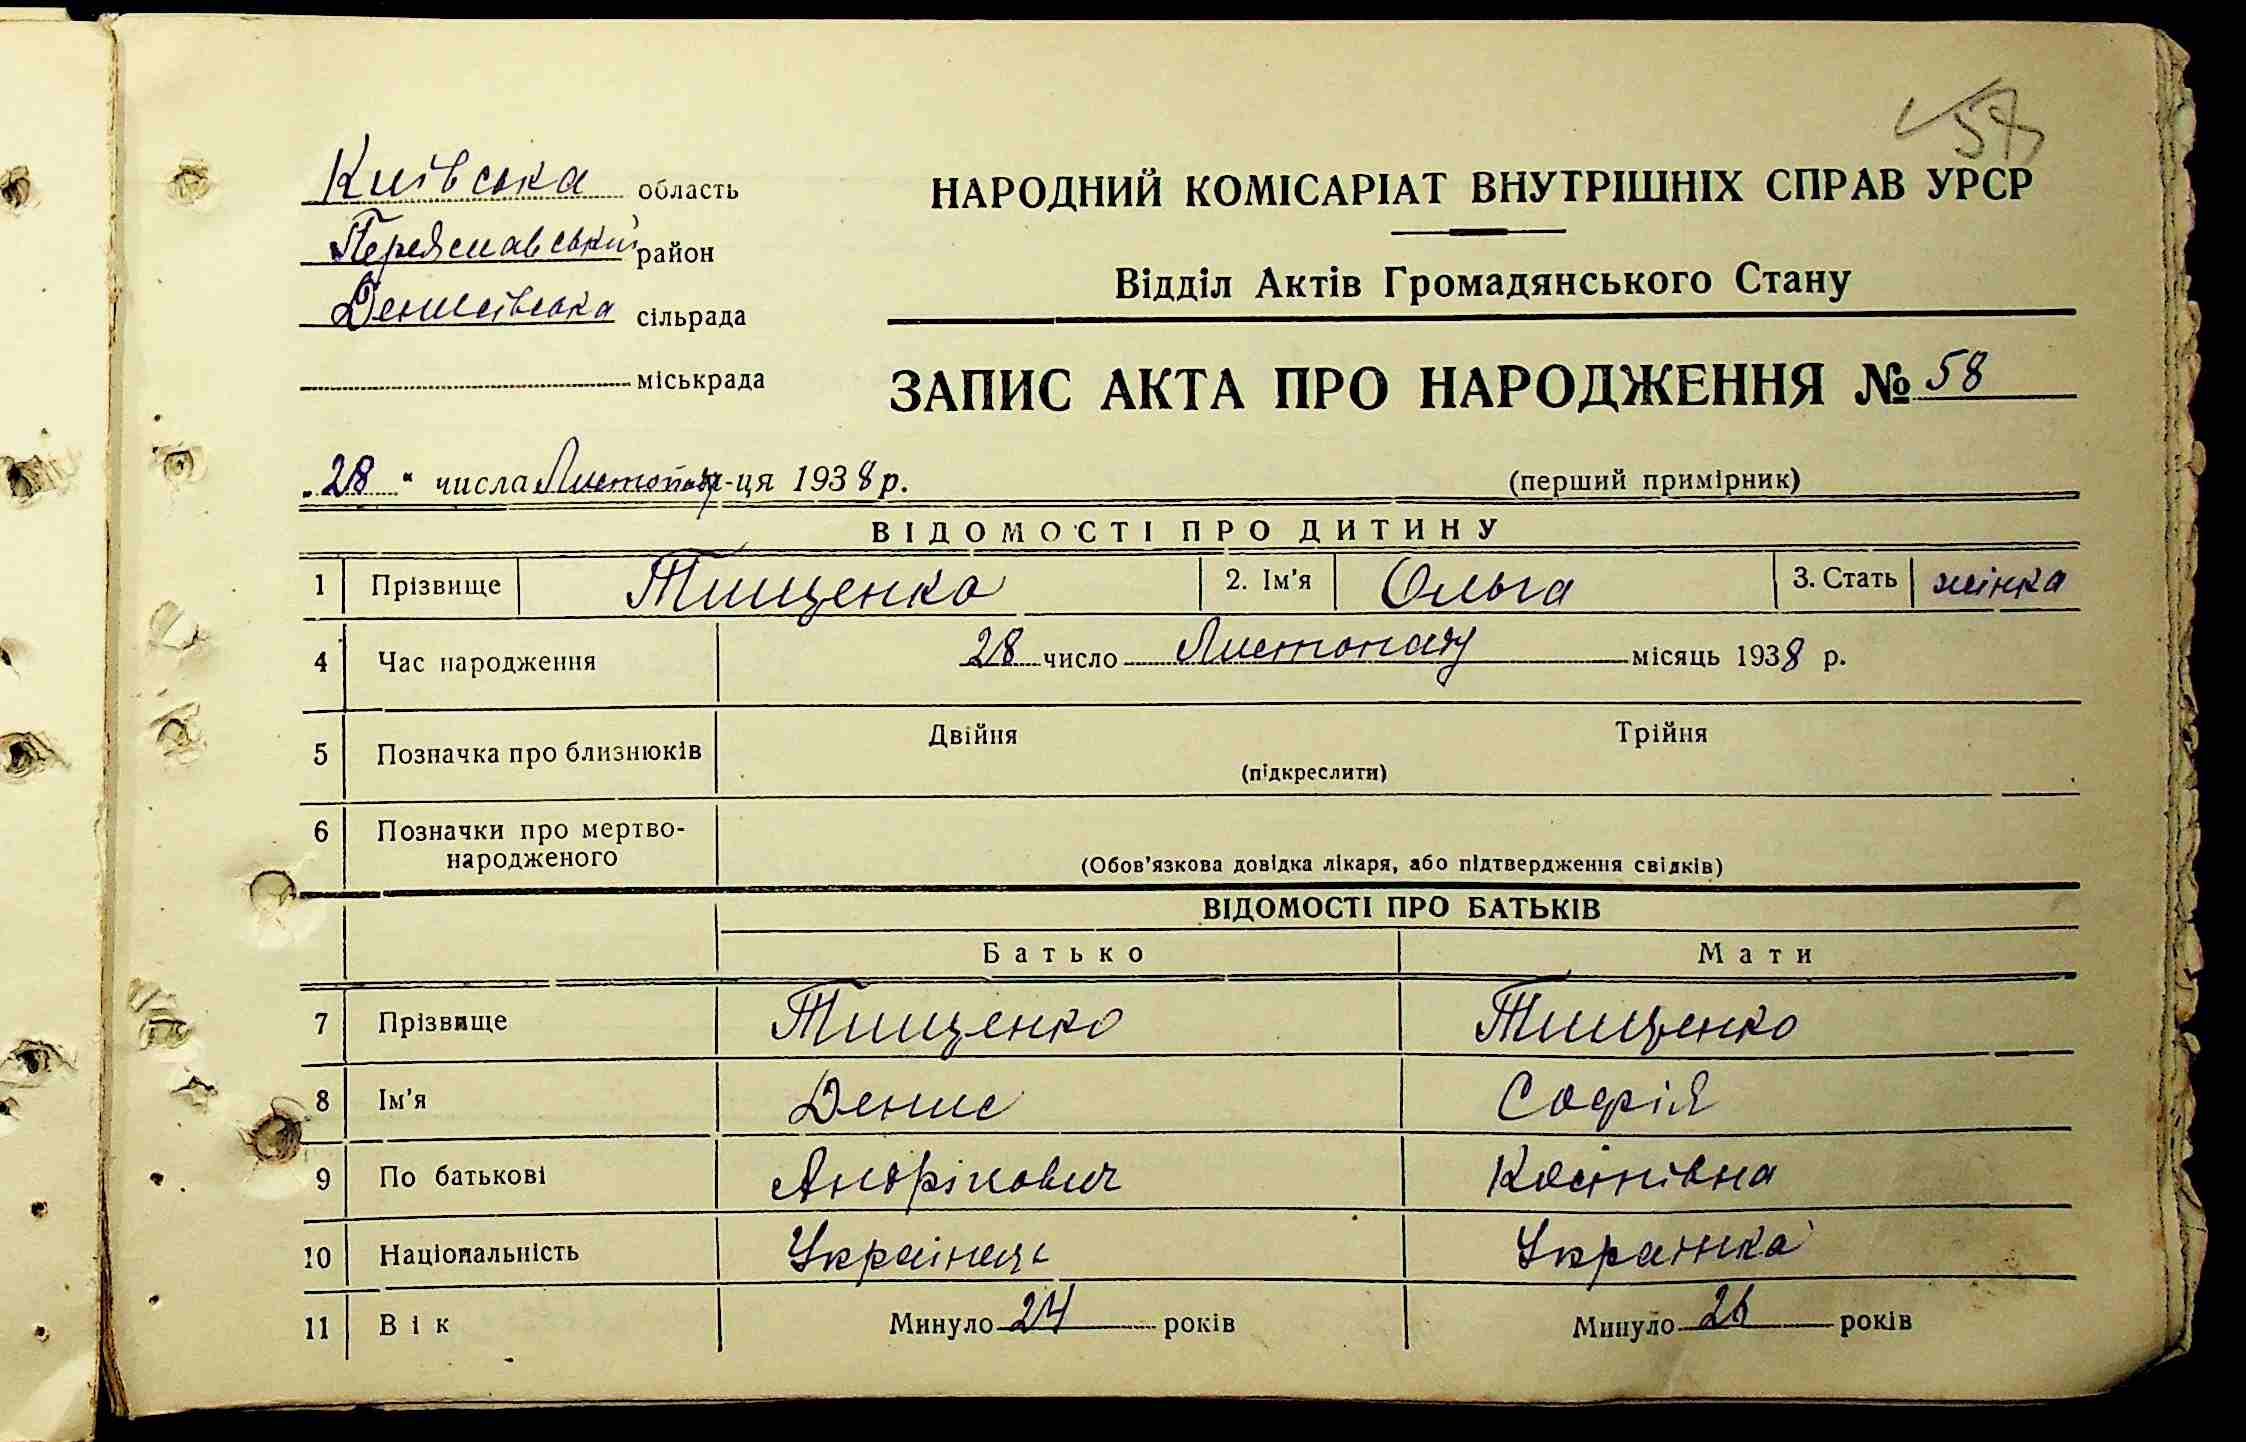 58
Київська область
НАРОДНИЙ КОМІСАРІАТ ВНУТРІШНІХ СПРАВ УРСР
Переяславський район
Відділ Актів Громадянського Стану
Денисівська сільрада
міськрада
ЗАПИС АКТА ПРО НАРОДЖЕННЯ № 58
„28“ числа Листопад-ця 1938 р.
(перший примірник)
ВІДОМОСТІ ПРО ДИТИНУ
1 Прізвище Тищенко 2. Ім’я Ольга 3. Стать жінка
4 Час народження 28 число Листопаду місяць 1938 р.
5 Позначка про близнюків Двійня Трійня
(підкреслити)
6 Позначки про мертво-
народженого
(Обов’язкова довідка лікаря, або підтвердження свідків)
ВІДОМОСТІ ПРО БАТЬКІВ
Батько Мати
7 Прізвище Тищенко Тищенко
8 Ім’я Денис Софія
9 По батькові Андрікович
10 Національність Українець Українка
11 Вік Минуло 24 років Минуло 26 років